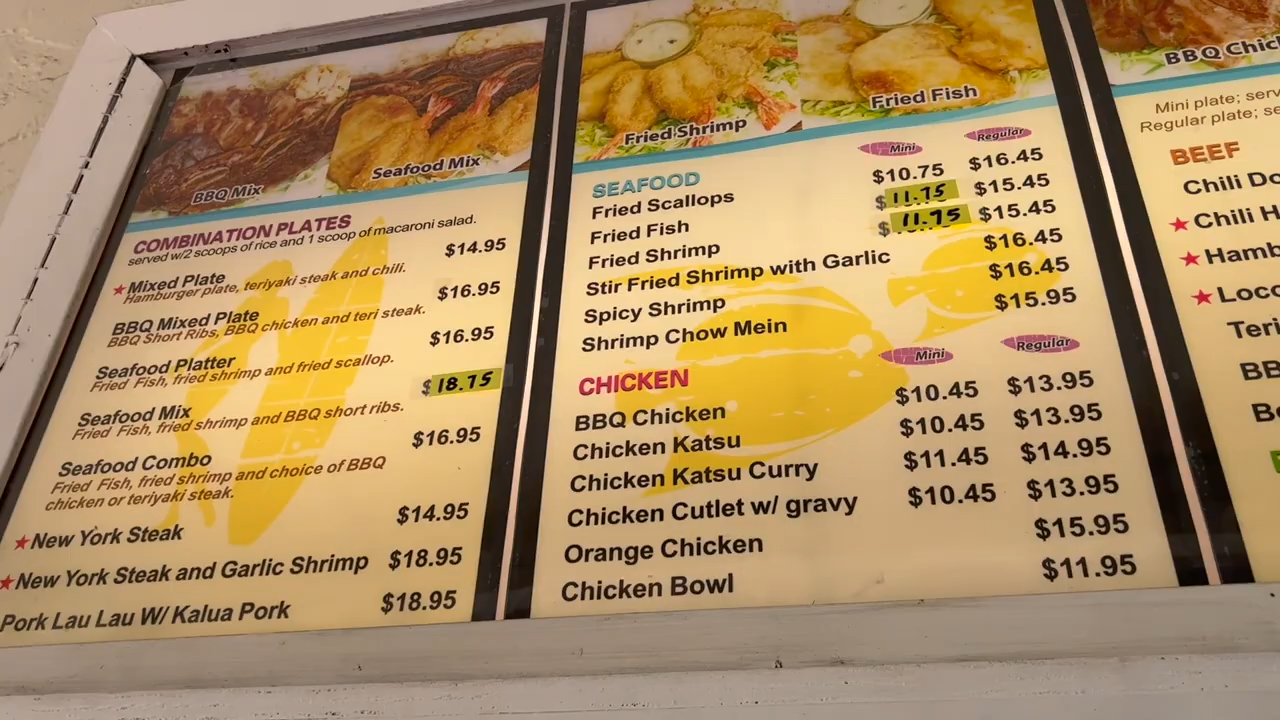 BBQ Mix
Seafood Mix
COMBINATION PLATES
served w/2 scoops of rice and 1 scoop of macaroni salad.
Mixed Plate $14.95
Hamburger plate, teriyaki steak and chili.
BBQ Mixed Plate $16.95
BBQ Short Ribs, BBQ chicken and teri steak.
Seafood Platter $16.95
Fried Fish, fried shrimp and fried scallop.
Seafood Mix $18.75
Fried Fish, fried shrimp and BBQ short ribs.
Seafood Combo $16.95
Fried Fish, fried shrimp and choice of BBQ
chicken or teriyaki steak.
New York Steak $14.95
New York Steak and Garlic Shrimp $18.95
Pork Lau Lau W/ Kalua Pork $18.95
Fried Shrimp
Fried Fish
SEAFOOD Mini Regular
Fried Scallops $10.75 $16.45
Fried Fish $11.75 $15.45
Fried Shrimp $11.75 $15.45
Stir Fried Shrimp with Garlic $16.45
Spicy Shrimp $16.45
Shrimp Chow Mein $15.95
CHICKEN Mini Regular
BBQ Chicken $10.45 $13.95
Chicken Katsu $10.45 $13.95
Chicken Katsu Curry $11.45 $14.95
Chicken Cutlet w/ gravy $10.45 $13.95
Orange Chicken $15.95
Chicken Bowl $11.95
BBQ Chic
Mini plate; serv
Regular plate; se
BEEF
Chili Do
Chili H
Hamb
Loco
Teri
BB